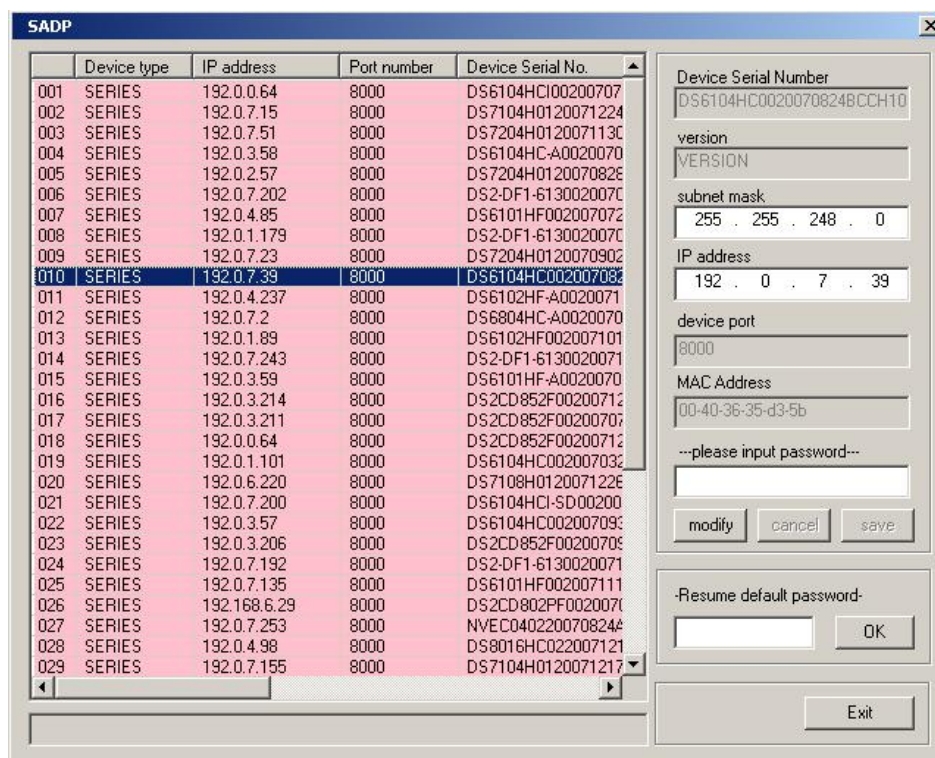 SADP
Device type IP address Port number Device Serial No.
001 SERIES 192.0.0.64 8000 DS6104HCI00200707
002 SERIES 192.0.7.15 8000 DS7104H0120071224
003 SERIES 192.0.7.51 8000 DS7204H012007113C
004 SERIES 192.0.3.58 8000 DS6104HC-A0020070
005 SERIES 192.0.2.57 8000 DS7204H0120070828
006 SERIES 192.0.7.202 8000 DS2-DF1-613002007C
007 SERIES 192.0.4.85 8000 DS6101HF002007072
008 SERIES 192.0.1.179 8000 DS2-DF1-613002007C
009 SERIES 192.0.7.23 8000 DS7204H0120070902
010 SERIES 192.0.7.39 8000 DS6104HC002007082
011 SERIES 192.0.4.237 8000 DS6102HF-A0020071
012 SERIES 192.0.7.2 8000 DS6804HC-A0020070
013 SERIES 192.0.1.89 8000 DS6102HF002007101
014 SERIES 192.0.7.243 8000 DS2-DF1-6130020071
015 SERIES 192.0.3.59 8000 DS6101HF-A0020070
016 SERIES 192.0.3.214 8000 DS2CD852F00200712
017 SERIES 192.0.3.211 8000 DS2CD852F00200707
018 SERIES 192.0.0.64 8000 DS2CD852F00200712
019 SERIES 192.0.1.101 8000 DS6104HC002007032
020 SERIES 192.0.6.220 8000 DS7108H0120071226
021 SERIES 192.0.7.200 8000 DS6104HCI-SD00200
022 SERIES 192.0.3.57 8000 DS6104HC002007093
023 SERIES 192.0.3.206 8000 DS2CD852F00200709
024 SERIES 192.0.7.192 8000 DS2-DF1-6130020071
025 SERIES 192.0.7.135 8000 DS6101HF002007111
026 SERIES 192.168.6.29 8000 DS2CD802PF002007(
027 SERIES 192.0.7.253 8000 NVEC040220070824A
028 SERIES 192.0.4.98 8000 DS8016HC022007121
029 SERIES 192.0.7.155 8000 DS7104H0120071217
Device Serial Number
DS6104HC0020070824BCCH10
version
VERSION
subnet mask
255 . 255 . 248 . 0
IP address
192 . 0 . 7 . 39
device port
8000
MAC Address
00-40-36-35-d3-5b
---please input password---
modify cancel save
-Resume default password-
OK
Exit